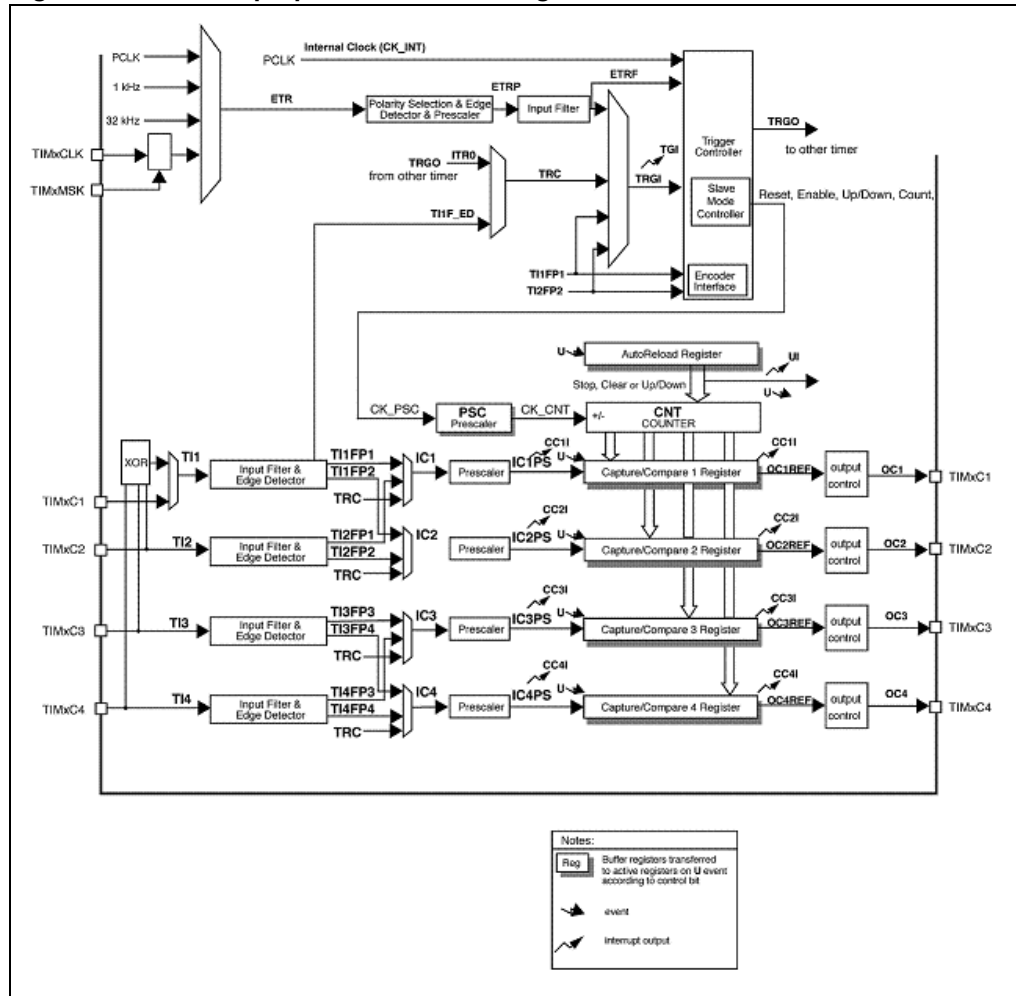 Internal Clock (CK_INT)
PCLK
PCLK
1 kHz
32 kHz
TIMxCLK
TIMxMSK
ETR
Polarity Selection & Edge
Detector & Prescaler
ETRP
Input Filter
ETRF
TRGO
from other timer
ITR0
TRC
TI1F_ED
TGI
TRGI
Trigger
Controller
Slave
Mode
Controller
Encoder
Interface
TRGO
to other timer
Reset, Enable, Up/Down, Count,
TI1FP1
TI2FP2
U
AutoReload Register
UI
Stop, Clear or Up/Down
U
CK_PSC
PSC
Prescaler
CK_CNT
+/-
CNT
COUNTER
XOR
TI1
Input Filter &
Edge Detector
TI1FP1
TI1FP2
TRC
IC1
Prescaler
CC1I
IC1PS
U
Capture/Compare 1 Register
CC1I
OC1REF
output
control
OC1
TIMxC1
TIMxC1
TIMxC2
TI2
Input Filter &
Edge Detector
TI2FP1
TI2FP2
TRC
IC2
Prescaler
CC2I
IC2PS
U
Capture/Compare 2 Register
CC2I
OC2REF
output
control
OC2
TIMxC2
TIMxC3
TI3
Input Filter &
Edge Detector
TI3FP3
TI3FP4
TRC
IC3
Prescaler
CC3I
IC3PS
U
Capture/Compare 3 Register
CC3I
OC3REF
output
control
OC3
TIMxC3
TIMxC4
TI4
Input Filter &
Edge Detector
TI4FP3
TI4FP4
TRC
IC4
Prescaler
CC4I
IC4PS
U
Capture/Compare 4 Register
CC4I
OC4REF
output
control
OC4
TIMxC4
Notes:
Reg
Buffer registers transferred
to active registers on U event
according to control bit
event
interrupt output